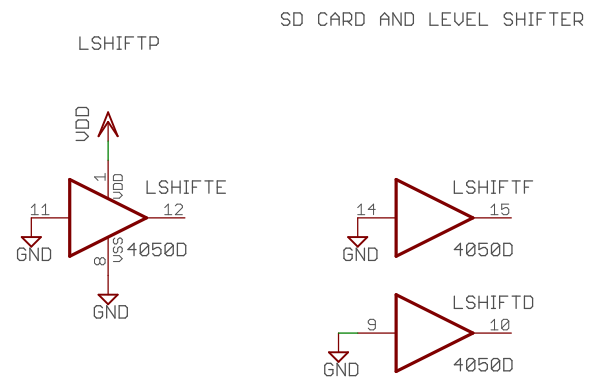 SD CARD AND LEVEL SHIFTER
LSHIFTP
VDD
1
VDD
LSHIFTE
11
12
GND
8
VSS
4050D
GND
LSHIFTF
14
15
GND
4050D
LSHIFTD
9
10
GND
4050D